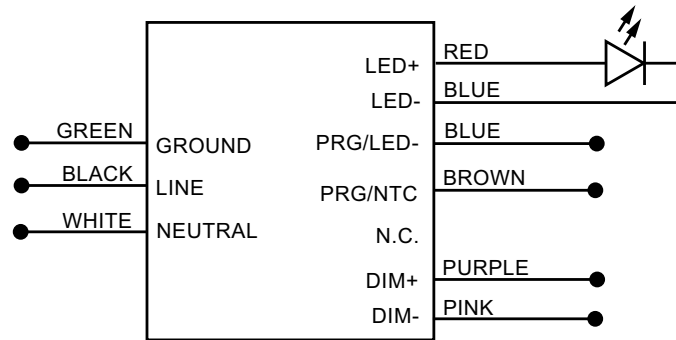 RED
LED+
BLUE
LED-
GREEN
GROUND
BLUE
PRG/LED-
BLACK
LINE
BROWN
PRG/NTC
WHITE
NEUTRAL
N.C.
PURPLE
DIM+
PINK
DIM-